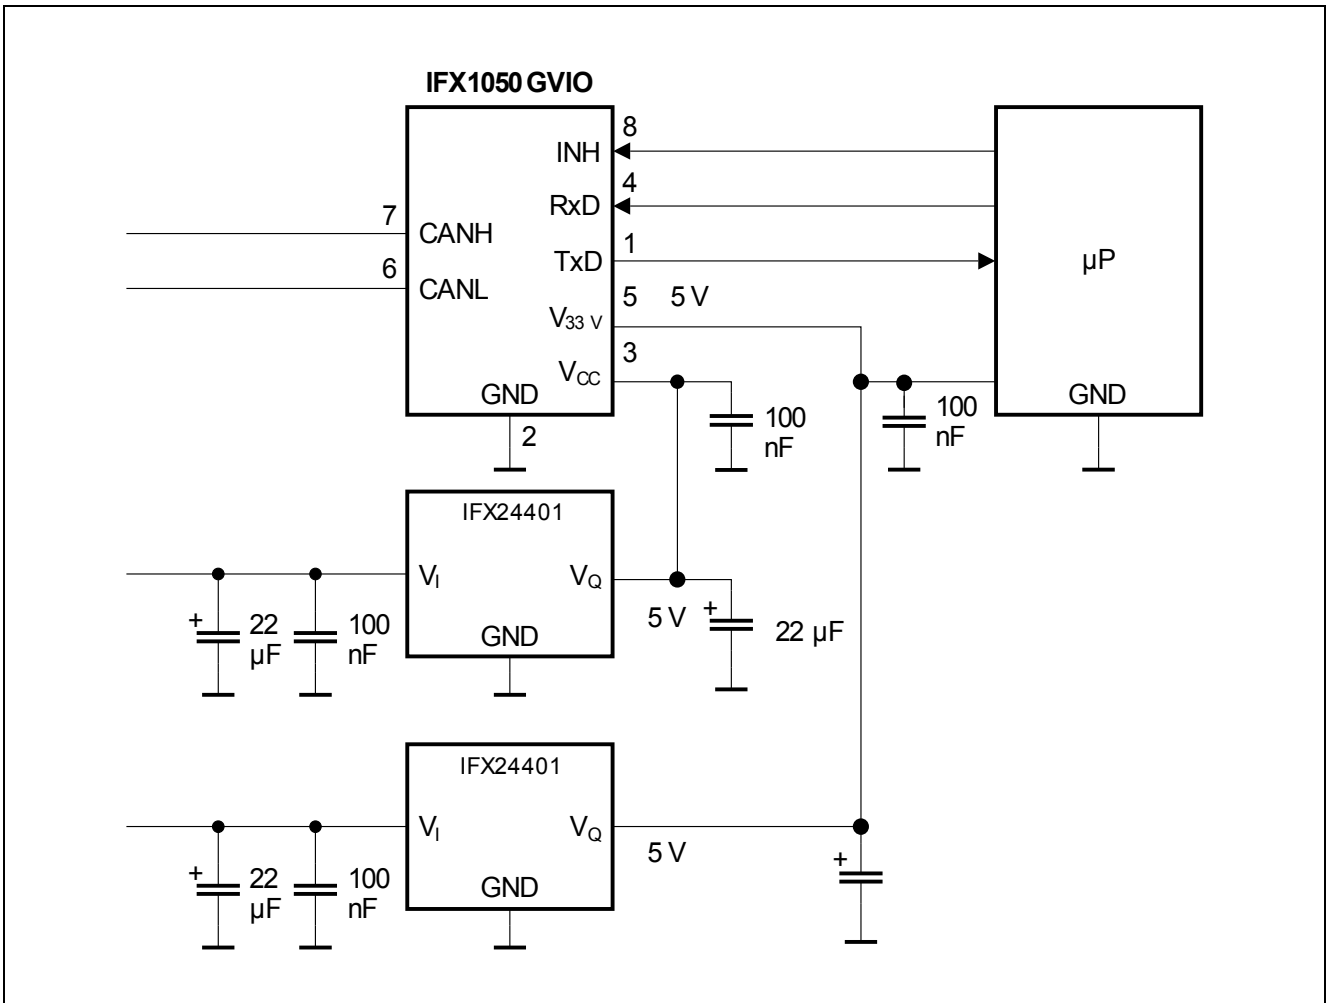 IFX1050 GVIO
8
INH
4
RxD
7
CANH
1
TxD
µP
6
CANL
5 5 V
V33 V
3
VCC
GND
GND
100
nF
100
nF
2
IFX24401
VI
VQ
5 V
+
22 µF
+
22
µF
100
nF
GND
IFX24401
VI
VQ
5 V
+
+
22
µF
100
nF
GND